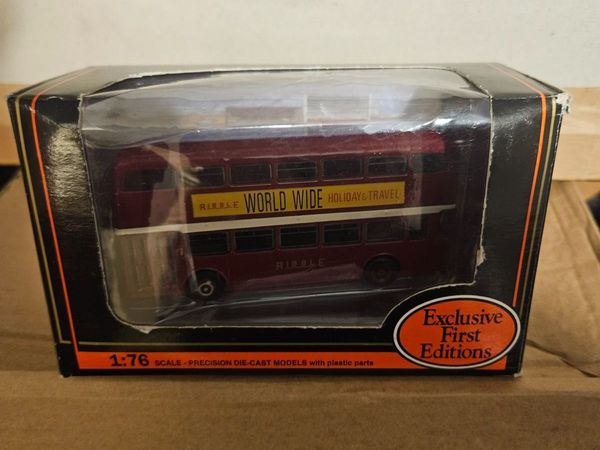 RIBBLE WORLD WIDE HOLIDAY & TRAVEL
RIBBLE
Exclusive
First
Editions
1:76 SCALE - PRECISION DIE-CAST MODELS with plastic parts